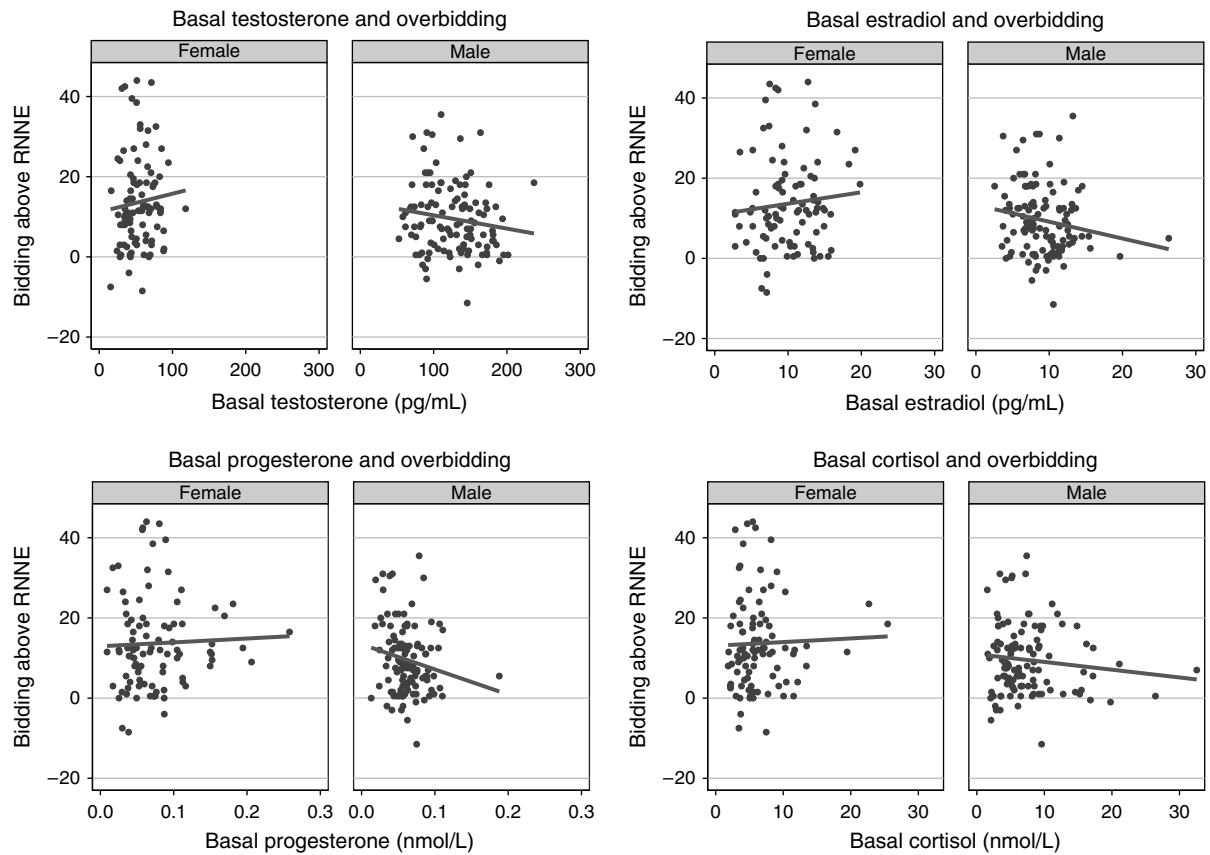 Basal testosterone and overbidding
Female Male
Bidding above RNNE
40
20
0
−20
0 100 200 300 0 100 200 300
Basal testosterone (pg/mL)
Basal estradiol and overbidding
Female Male
Bidding above RNNE
40
20
0
−20
0 10 20 30 0 10 20 30
Basal estradiol (pg/mL)
Basal progesterone and overbidding
Female Male
Bidding above RNNE
40
20
0
−20
0.0 0.1 0.2 0.3 0.0 0.1 0.2 0.3
Basal progesterone (nmol/L)
Basal cortisol and overbidding
Female Male
Bidding above RNNE
40
20
0
−20
0 10 20 30 0 10 20 30
Basal cortisol (nmol/L)